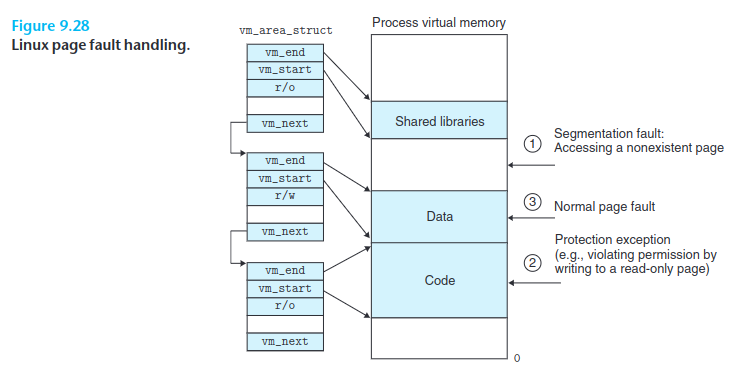 Figure 9.28
Linux page fault handling.
vm_area_struct
vm_end
vm_start
r/o
vm_next
vm_end
vm_start
r/w
vm_next
vm_end
vm_start
r/o
vm_next
Process virtual memory
Shared libraries
Data
Code
0
1
Segmentation fault:
Accessing a nonexistent page
3
Normal page fault
2
Protection exception
(e.g., violating permission by
writing to a read-only page)